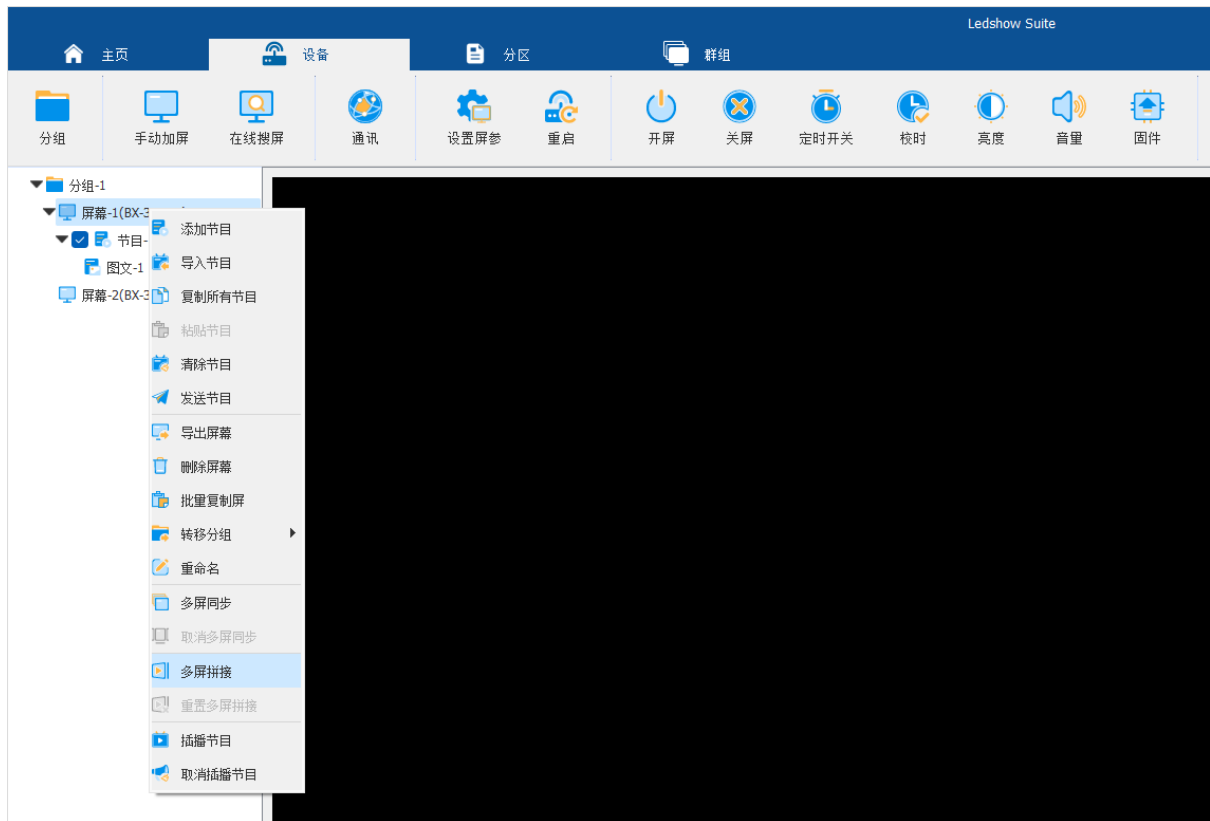 Ledshow Suite
主页 设备 分区 群组
分组 手动加屏 在线搜屏 通讯 设置屏参 重启 开屏 关屏 定时开关 校时 亮度 音量 固件
分组-1
屏幕-1(BX-3
节目-
图文-1
屏幕-2(BX-3
添加节目
导入节目
复制所有节目
粘贴节目
清除节目
发送节目
导出屏幕
删除屏幕
批量复制屏
转移分组
重命名
多屏同步
取消多屏同步
多屏拼接
重置多屏拼接
插播节目
取消插播节目